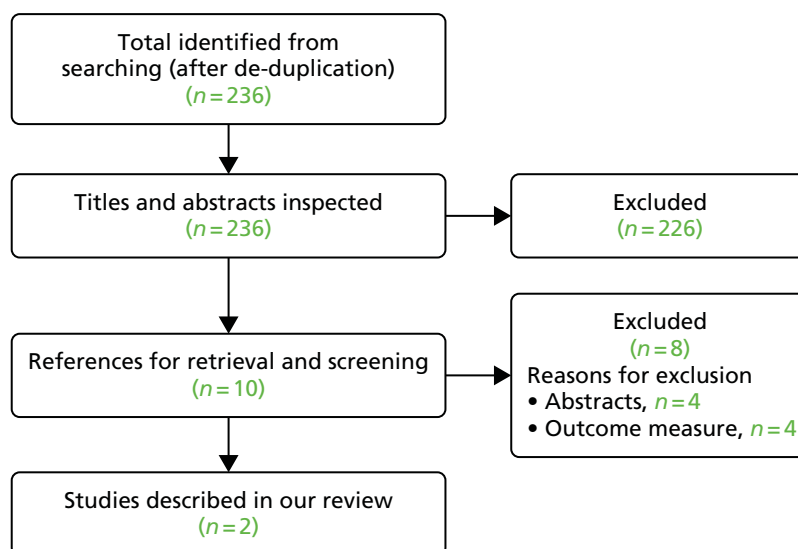 Total identified from
searching (after de-duplication)
(n=236)
Titles and abstracts inspected
(n=236)
Excluded
(n=226)
References for retrieval and screening
(n=10)
Excluded
(n=8)
Reasons for exclusion
• Abstracts, n=4
• Outcome measure, n=4
Studies described in our review
(n=2)